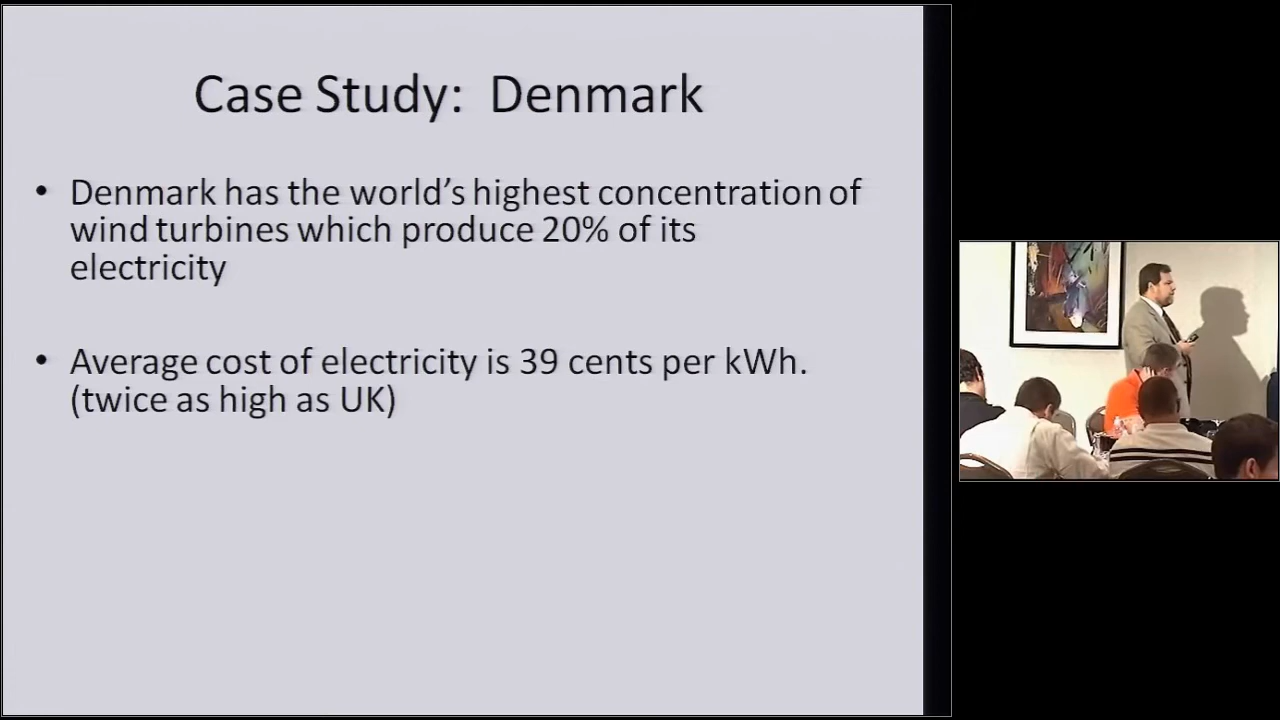 Case Study: Denmark
• Denmark has the world's highest concentration of
wind turbines which produce 20% of its
electricity
• Average cost of electricity is 39 cents per kWh.
(twice as high as UK)